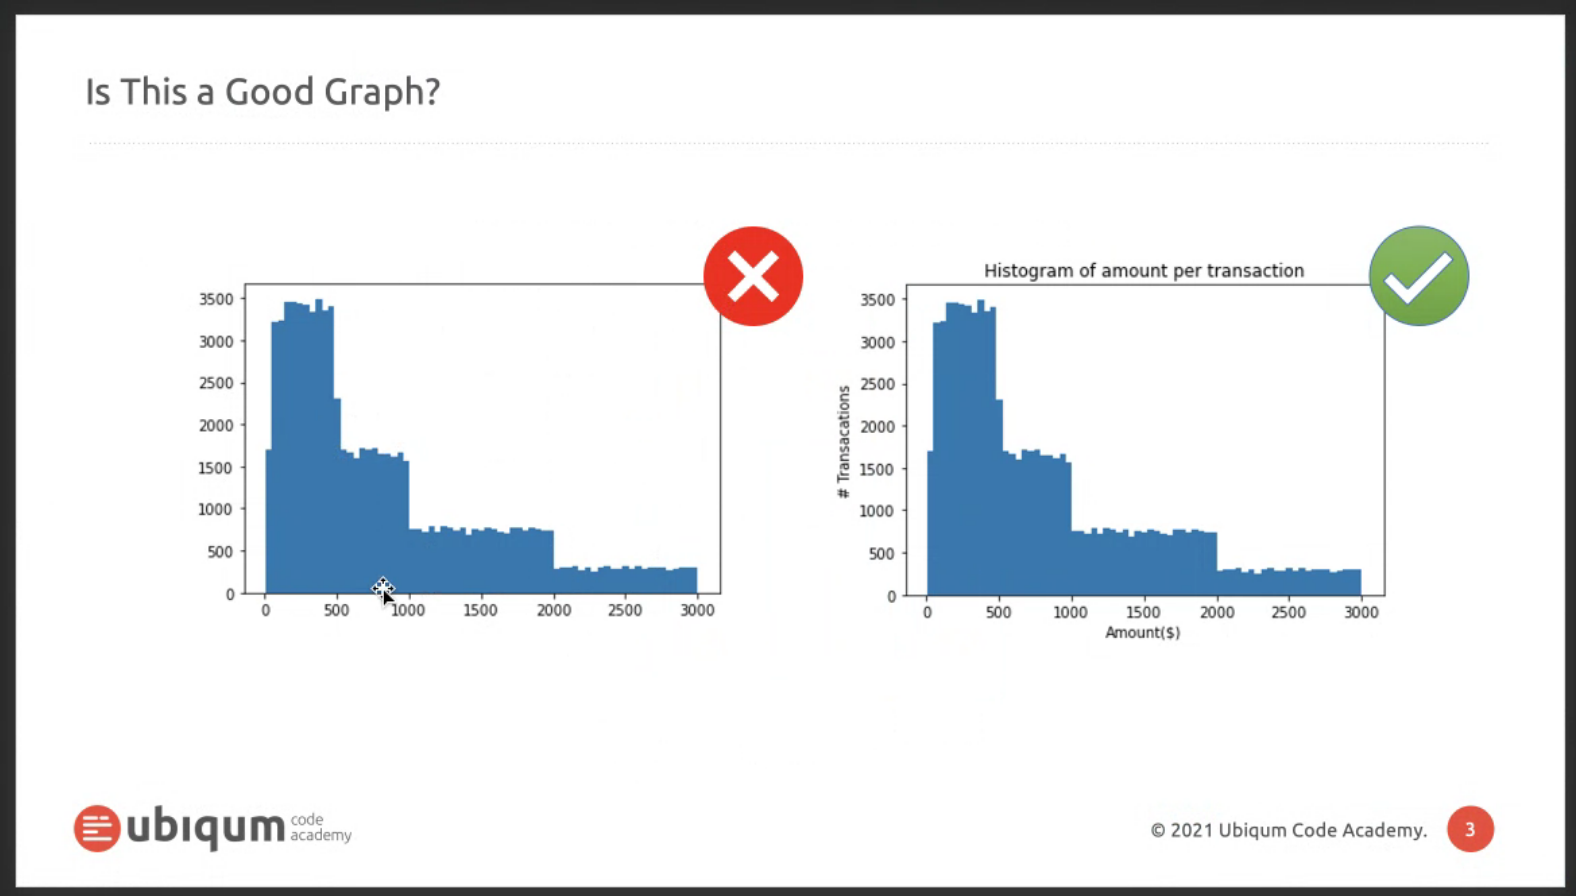 Is This a Good Graph?
3500
3000
2500
2000
1500
1000
500
0
0 500 1000 1500 2000 2500 3000
Histogram of amount per transaction
# Transacations
3500
3000
2500
2000
1500
1000
500
0
0 500 1000 1500 2000 2500 3000
Amount($)
ubiqum code academy
© 2021 Ubiqum Code Academy. 3